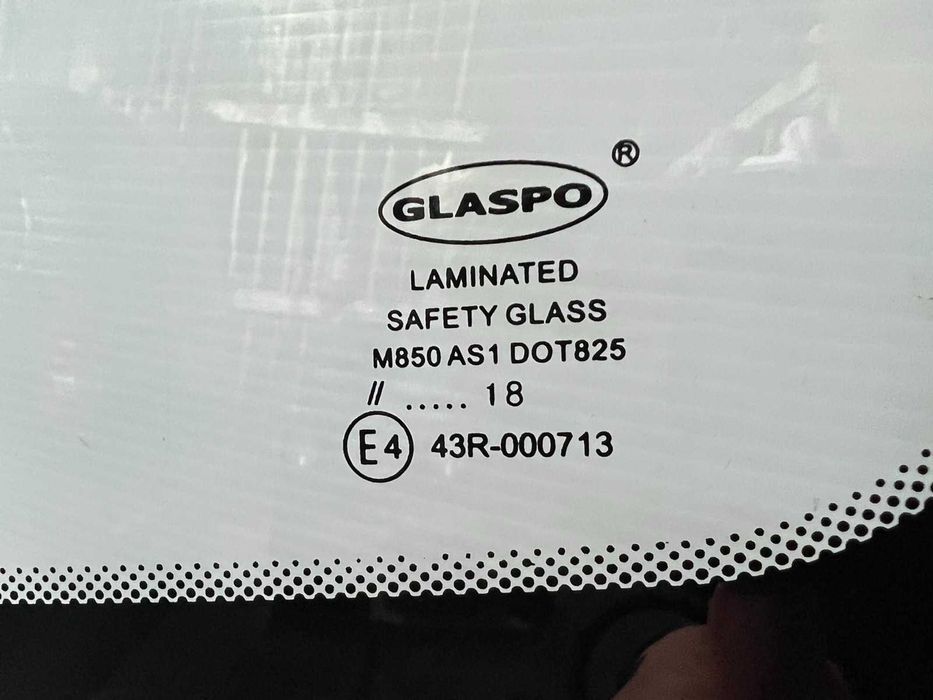 GLASPO ®
LAMINATED
SAFETY GLASS
M850 AS1 DOT825
// ..... 18
E4 43R-000713